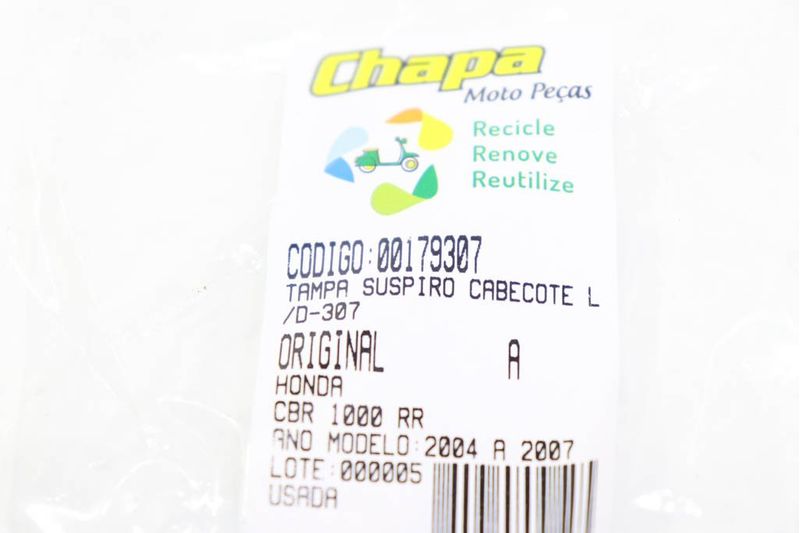 Chapa
Moto Peças
Recicle
Renove
Reutilize
CODIGO:00179307
TAMPA SUSPIRO CABECOTE L
/D-307
ORIGINAL A
HONDA
CBR 1000 RR
ANO MODELO:2004 A 2007
LOTE:000005
USADA